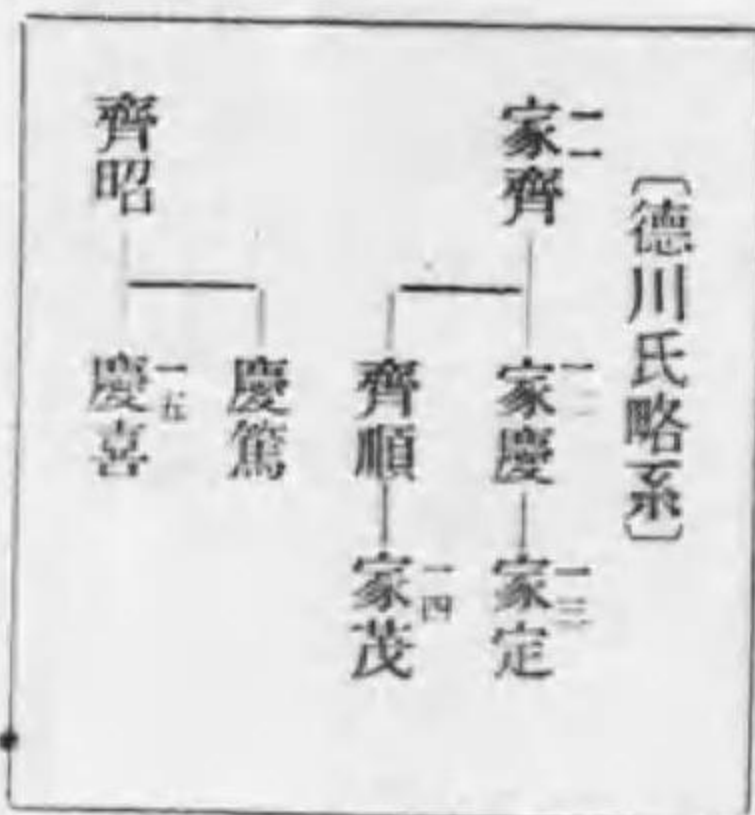 〔德川氏略系〕
一一
家齊
一二
家慶
一三
家定
齊順
一四
家茂
齊昭
慶篤
一五
慶喜